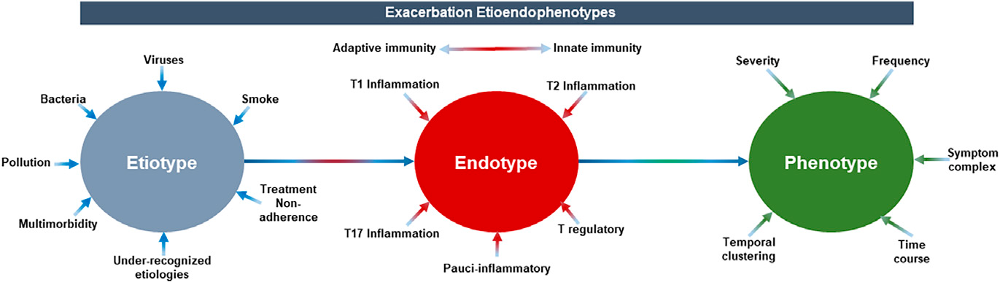 Exacerbation Etioendophenotypes
Adaptive immunity
Innate immunity
Viruses
Bacteria
Smoke
Pollution
Etiotype
Multimorbidity
Treatment
Non-
adherence
Under-recognized
etiologies
T1 Inflammation
T2 Inflammation
Endotype
T17 Inflammation
T regulatory
Pauci-inflammatory
Severity
Frequency
Phenotype
Symptom
complex
Temporal
clustering
Time
course